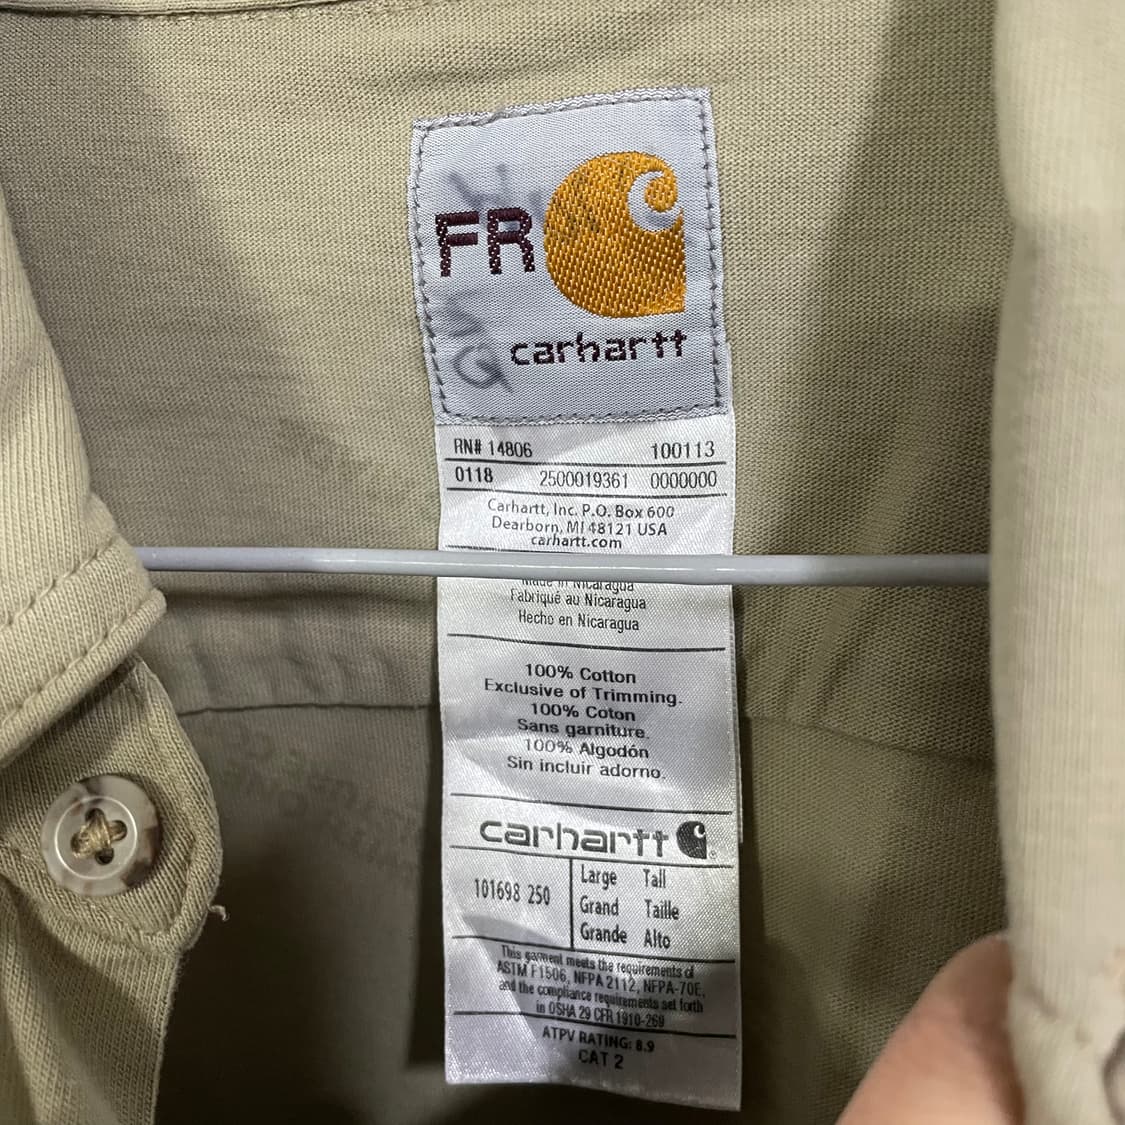 FR
carhartt
RN# 14806 100113
0118 2500019361 0000000
Carhartt, Inc. P.O. Box 600
Dearborn, MI 48121 USA
carhartt.com
Made in Nicaragua
Fabriqué au Nicaragua
Hecho en Nicaragua
100% Cotton
Exclusive of Trimming.
100% Coton
Sans garniture.
100% Algodón
Sin incluir adorno.
carhartt
101698 250
Large Tall
Grand Taille
Grande Alto
This garment meets the requirements of
ASTM F1506, NFPA 2112, NFPA-70E,
and the compliance requirements set forth
in OSHA 29 CFR 1910-269
ATPV RATING: 8.9
CAT 2